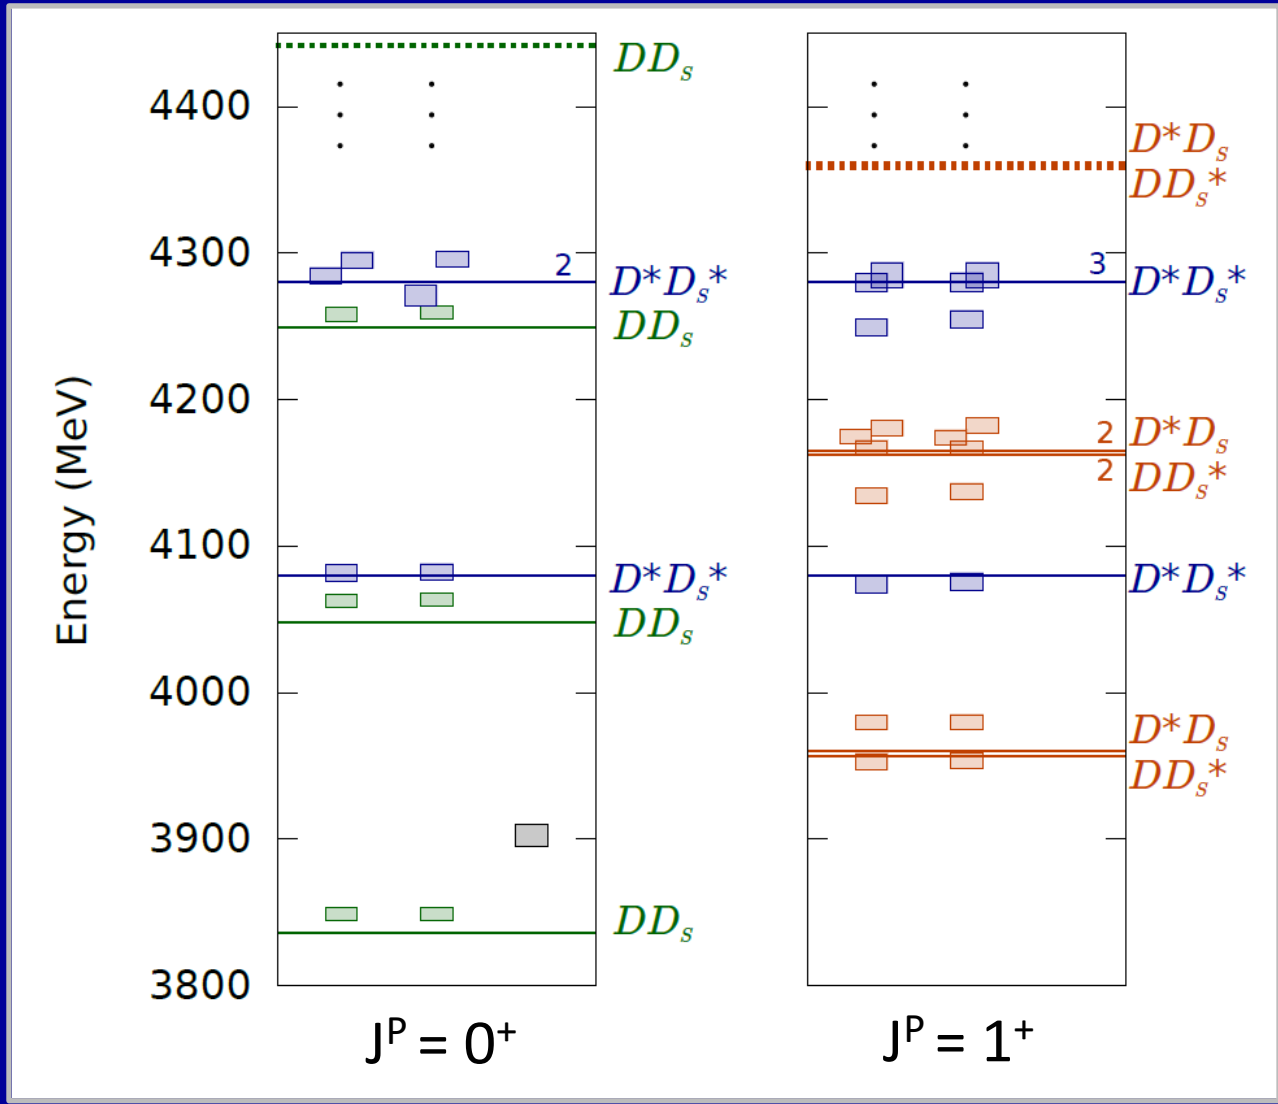 Energy (MeV)
4400
4300
4200
4100
4000
3900
3800
DDₛ
2
D*Dₛ*
DDₛ
D*Dₛ*
DDₛ
DDₛ
Jᴾ = 0⁺
D*Dₛ
DDₛ*
3
D*Dₛ*
2
D*Dₛ
2
DDₛ*
D*Dₛ*
D*Dₛ
DDₛ*
Jᴾ = 1⁺